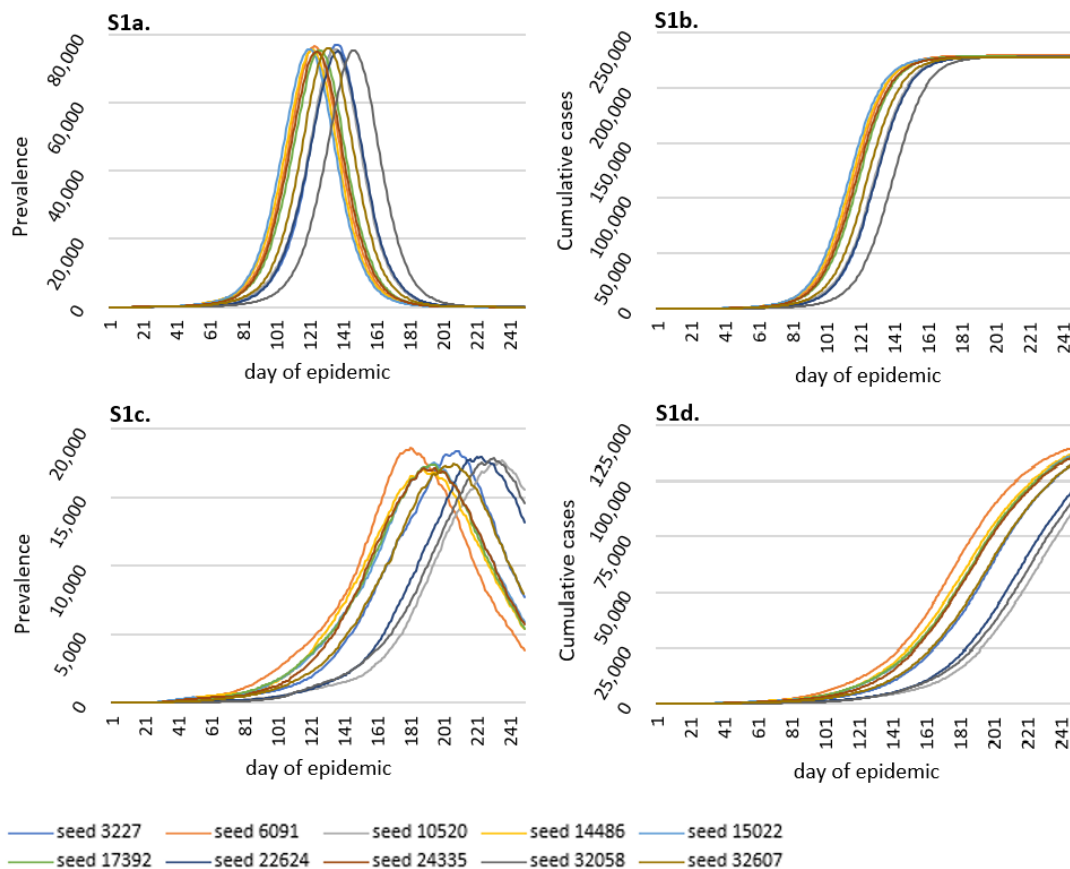 S1a.
80,000
60,000
40,000
20,000
0
Prevalence
1 21 41 61 81 101 121 141 161 181 201 221 241
day of epidemic
S1b.
250,000
200,000
150,000
100,000
50,000
0
Cumulative cases
1 21 41 61 81 101 121 141 161 181 201 221 241
day of epidemic
S1c.
20,000
15,000
10,000
5,000
0
Prevalence
1 21 41 61 81 101 121 141 161 181 201 221 241
day of epidemic
S1d.
125,000
100,000
75,000
50,000
25,000
0
Cumulative cases
1 21 41 61 81 101 121 141 161 181 201 221 241
day of epidemic
seed 3227 seed 6091 seed 10520 seed 14486 seed 15022
seed 17392 seed 22624 seed 24335 seed 32058 seed 32607